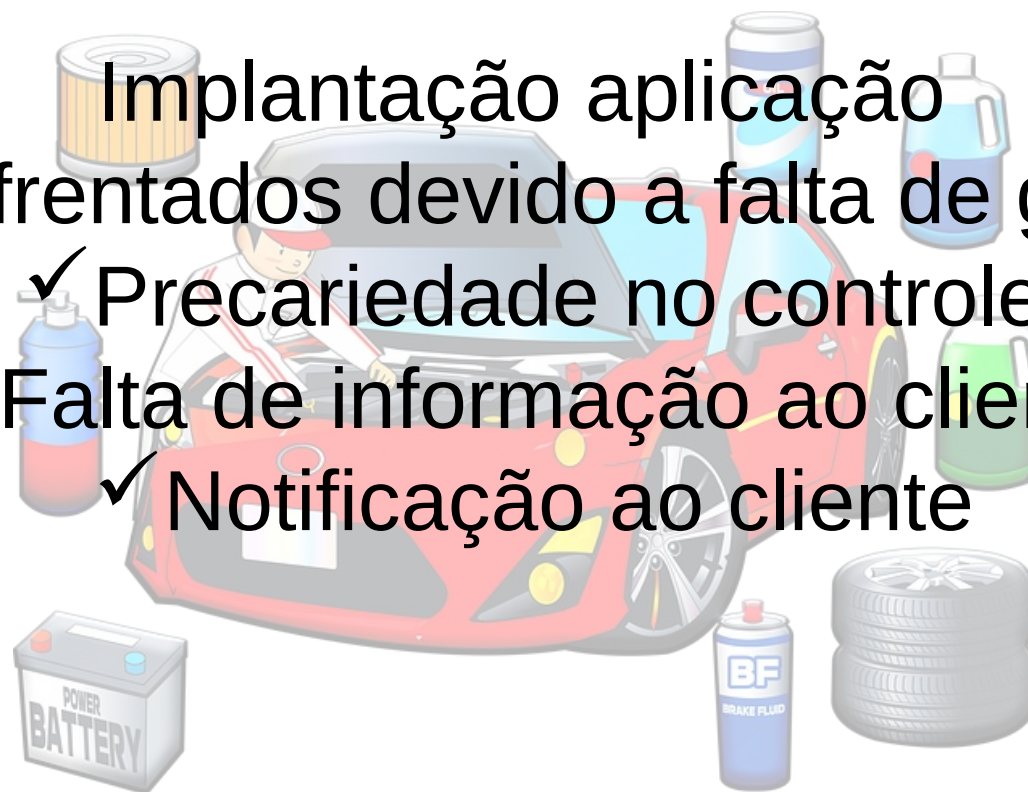 Implantação aplicação
frentados devido a falta de
✓Precariedade no controle
Falta de informação ao
✓Notificação ao cliente
POWER
BATTERY
BF
BRAKE FLUID